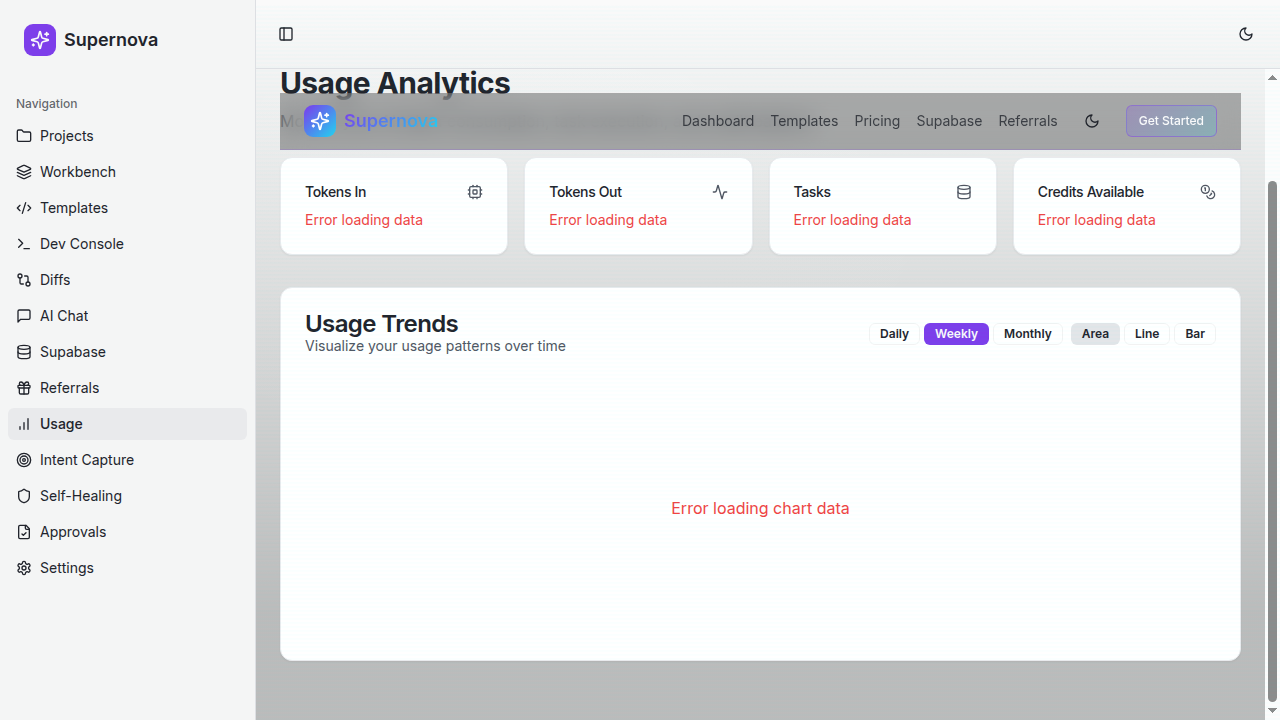 Supernova
Navigation
Projects
Workbench
Templates
Dev Console
Diffs
AI Chat
Supabase
Referrals
Usage
Intent Capture
Self-Healing
Approvals
Settings
Usage Analytics
Supernova
Dashboard Templates Pricing Supabase Referrals Get Started
Tokens In
Error loading data
Tokens Out
Error loading data
Tasks
Error loading data
Credits Available
Error loading data
Usage Trends
Visualize your usage patterns over time
Daily Weekly Monthly Area Line Bar
Error loading chart data